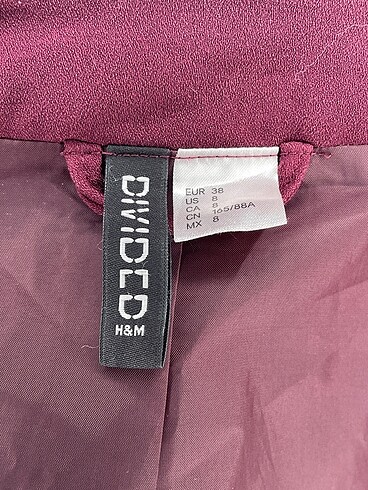 DIVIDED
H&M
EUR 38
US 8
CA 8
CN 165/88A
MX 8